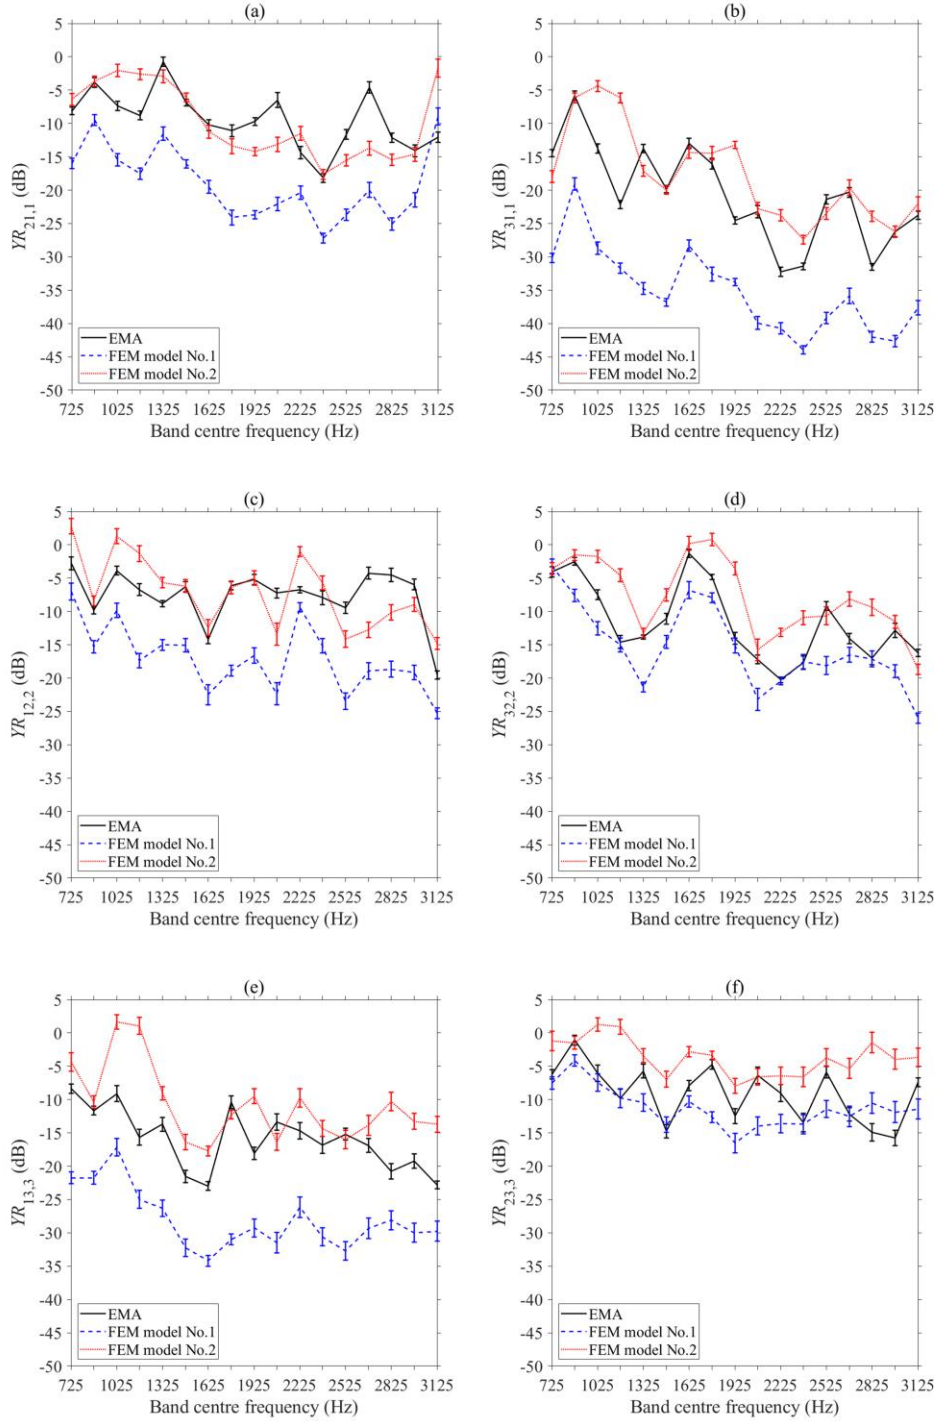 (a)
5
0
-5
-10
-15
-20
-25
-30
-35
-40
-45
-50
YR21,1 (dB)
EMA
FEM model No.1
FEM model No.2
725 1025 1325 1625 1925 2225 2525 2825 3125
Band centre frequency (Hz)
(b)
5
0
-5
-10
-15
-20
-25
-30
-35
-40
-45
-50
YR31,1 (dB)
EMA
FEM model No.1
FEM model No.2
725 1025 1325 1625 1925 2225 2525 2825 3125
Band centre frequency (Hz)
(c)
5
0
-5
-10
-15
-20
-25
-30
-35
-40
-45
-50
YR12,2 (dB)
EMA
FEM model No.1
FEM model No.2
725 1025 1325 1625 1925 2225 2525 2825 3125
Band centre frequency (Hz)
(d)
5
0
-5
-10
-15
-20
-25
-30
-35
-40
-45
-50
YR32,2 (dB)
EMA
FEM model No.1
FEM model No.2
725 1025 1325 1625 1925 2225 2525 2825 3125
Band centre frequency (Hz)
(e)
5
0
-5
-10
-15
-20
-25
-30
-35
-40
-45
-50
YR13,3 (dB)
EMA
FEM model No.1
FEM model No.2
725 1025 1325 1625 1925 2225 2525 2825 3125
Band centre frequency (Hz)
(f)
5
0
-5
-10
-15
-20
-25
-30
-35
-40
-45
-50
YR23,3 (dB)
EMA
FEM model No.1
FEM model No.2
725 1025 1325 1625 1925 2225 2525 2825 3125
Band centre frequency (Hz)